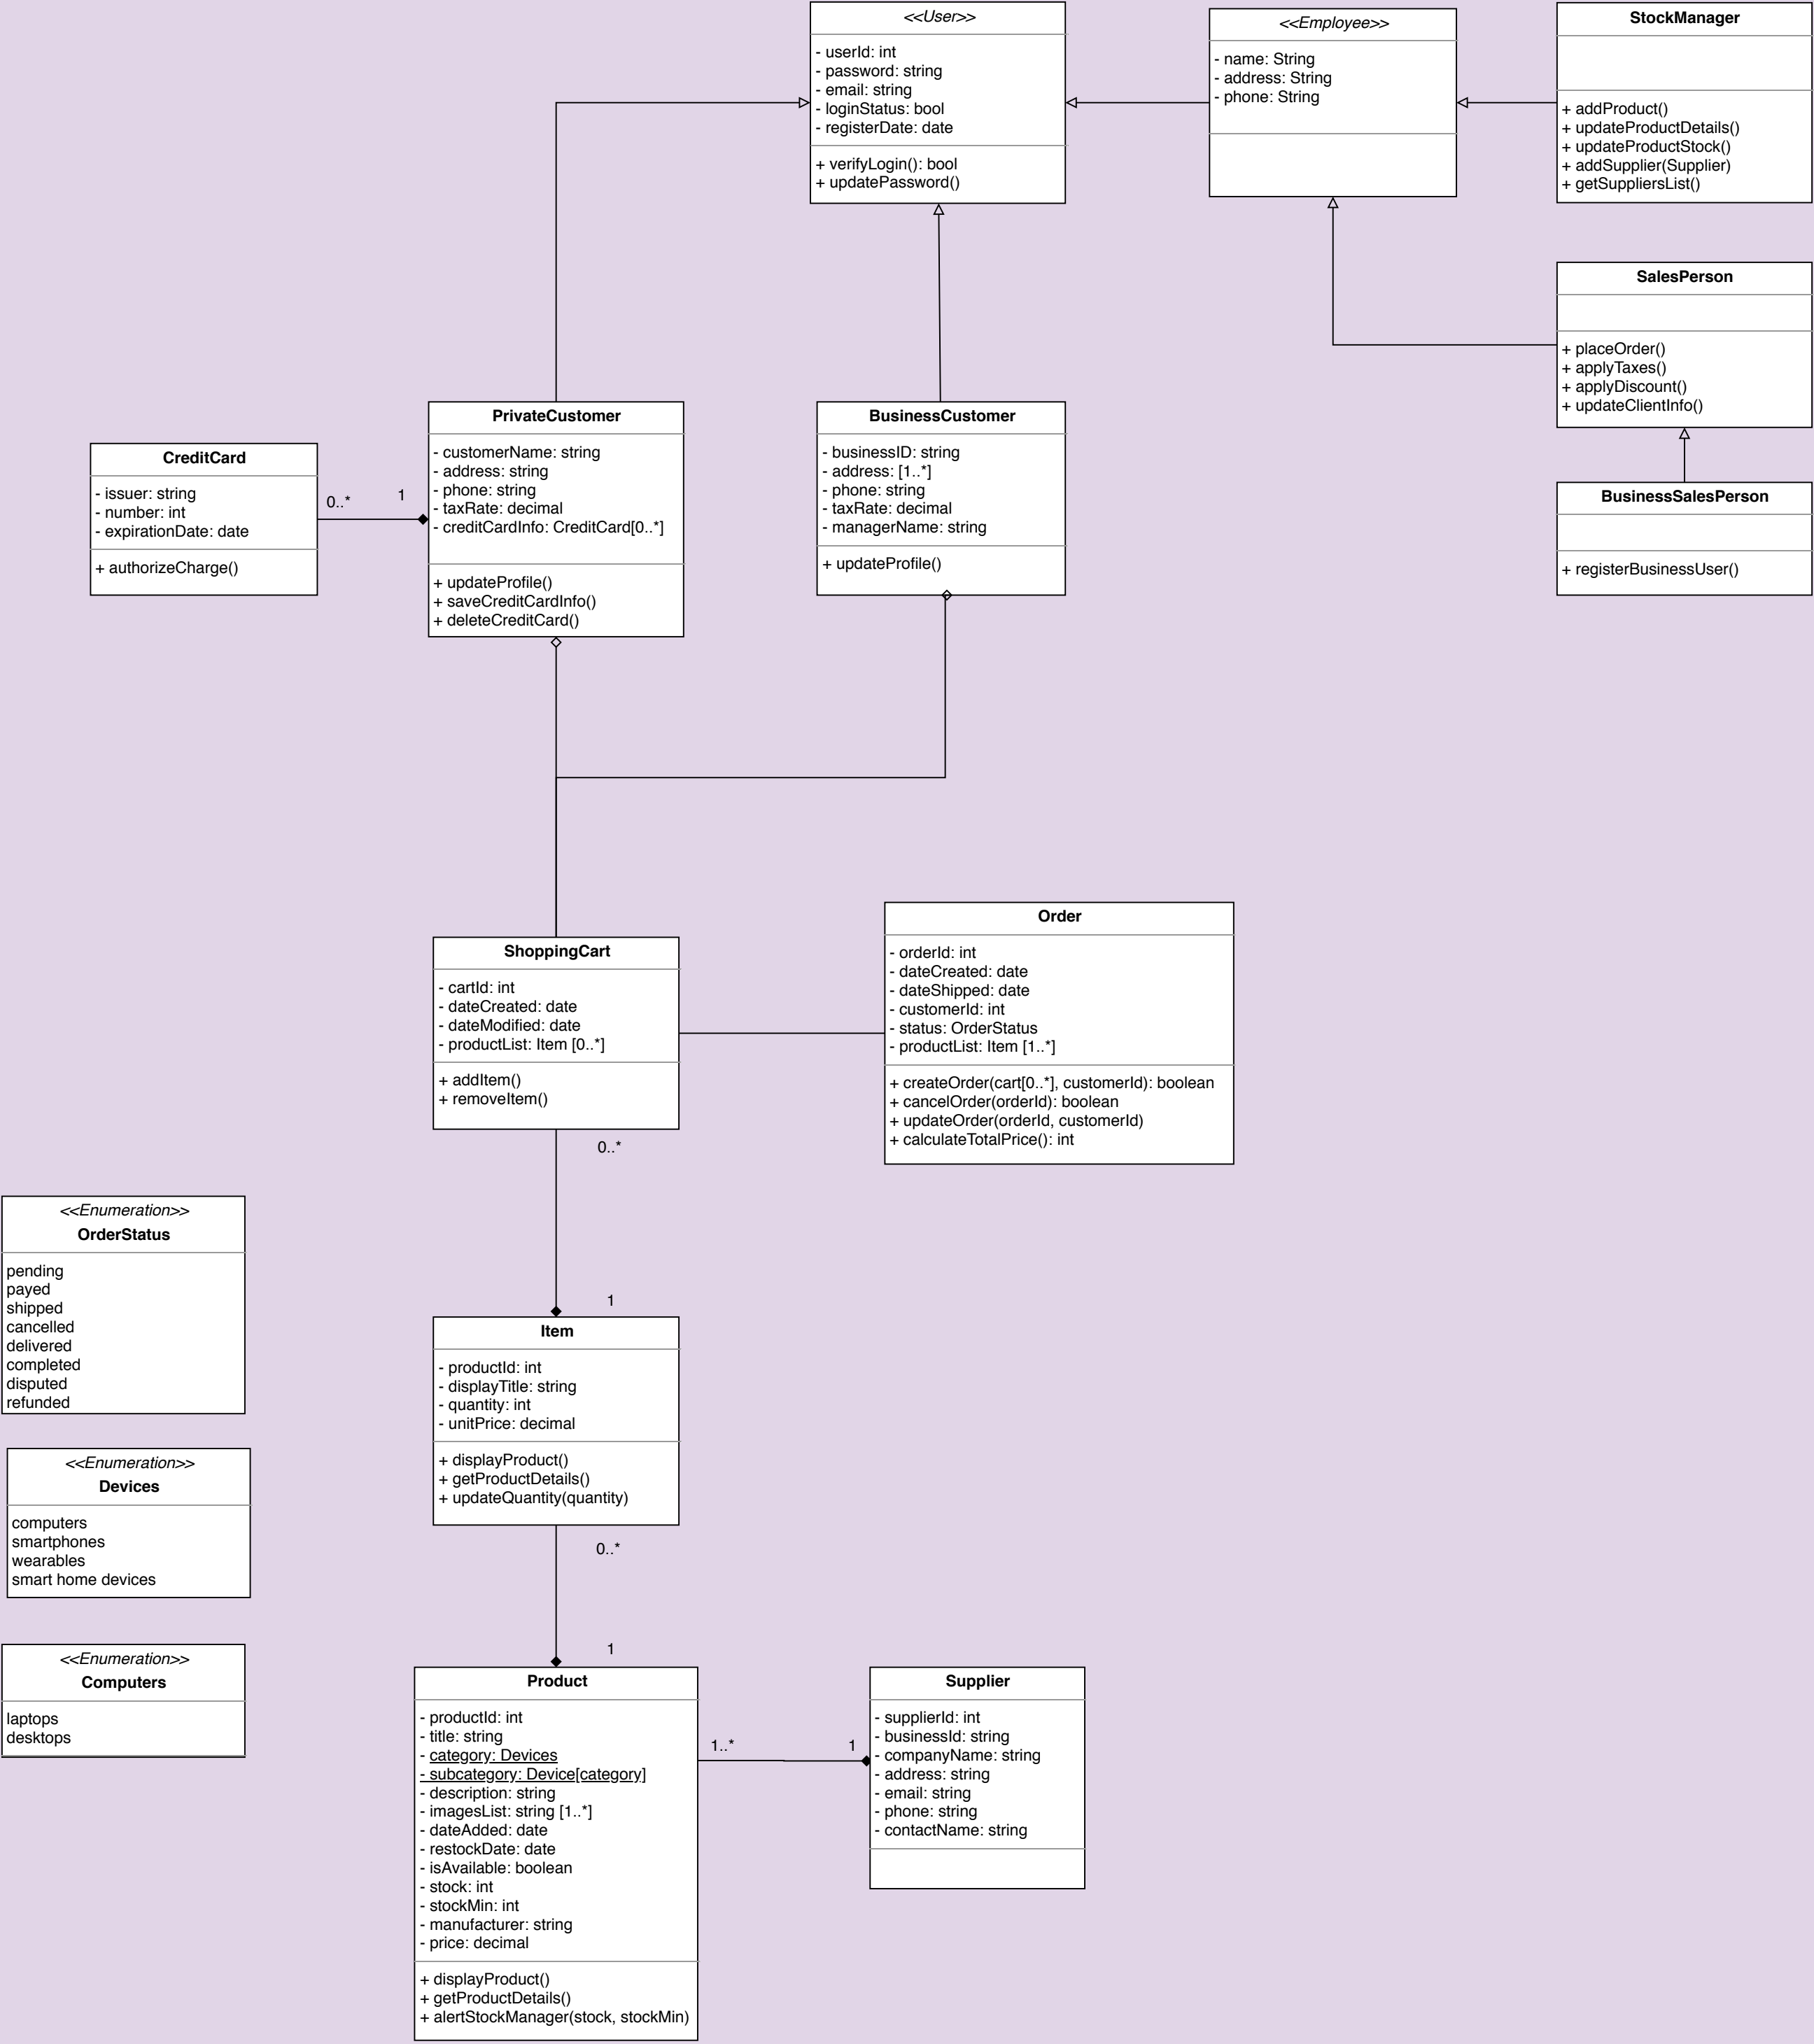 <<User>>
- userId: int
- password: string
- email: string
- loginStatus: bool
- registerDate: date
+ verifyLogin(): bool
+ updatePassword()
<<Employee>>
- name: String
- address: String
- phone: String
StockManager
+ addProduct()
+ updateProductDetails()
+ updateProductStock()
+ addSupplier(Supplier)
+ getSuppliersList()
SalesPerson
+ placeOrder()
+ applyTaxes()
+ applyDiscount()
+ updateClientInfo()
BusinessSalesPerson
+ registerBusinessUser()
CreditCard
- issuer: string
- number: int
- expirationDate: date
+ authorizeCharge()
0..*
1
PrivateCustomer
- customerName: string
- address: string
- phone: string
- taxRate: decimal
- creditCardInfo: CreditCard[0..*]
+ updateProfile()
+ saveCreditCardInfo()
+ deleteCreditCard()
BusinessCustomer
- businessID: string
- address: [1..*]
- phone: string
- taxRate: decimal
- managerName: string
+ updateProfile()
ShoppingCart
- cartId: int
- dateCreated: date
- dateModified: date
- productList: Item [0..*]
+ addItem()
+ removeItem()
Order
- orderId: int
- dateCreated: date
- dateShipped: date
- customerId: int
- status: OrderStatus
- productList: Item [1..*]
+ createOrder(cart[0..*], customerId): boolean
+ cancelOrder(orderId): boolean
+ updateOrder(orderId, customerId)
+ calculateTotalPrice(): int
0..*
1
<<Enumeration>>
OrderStatus
pending
payed
shipped
cancelled
delivered
completed
disputed
refunded
Item
- productId: int
- displayTitle: string
- quantity: int
- unitPrice: decimal
+ displayProduct()
+ getProductDetails()
+ updateQuantity(quantity)
<<Enumeration>>
Devices
computers
smartphones
wearables
smart home devices
0..*
1
<<Enumeration>>
Computers
laptops
desktops
Product
- productId: int
- title: string
- category: Devices
- subcategory: Device[category]
- description: string
- imagesList: string [1..*]
- dateAdded: date
- restockDate: date
- isAvailable: boolean
- stock: int
- stockMin: int
- manufacturer: string
- price: decimal
+ displayProduct()
+ getProductDetails()
+ alertStockManager(stock, stockMin)
1..*
1
Supplier
- supplierId: int
- businessId: string
- companyName: string
- address: string
- email: string
- phone: string
- contactName: string